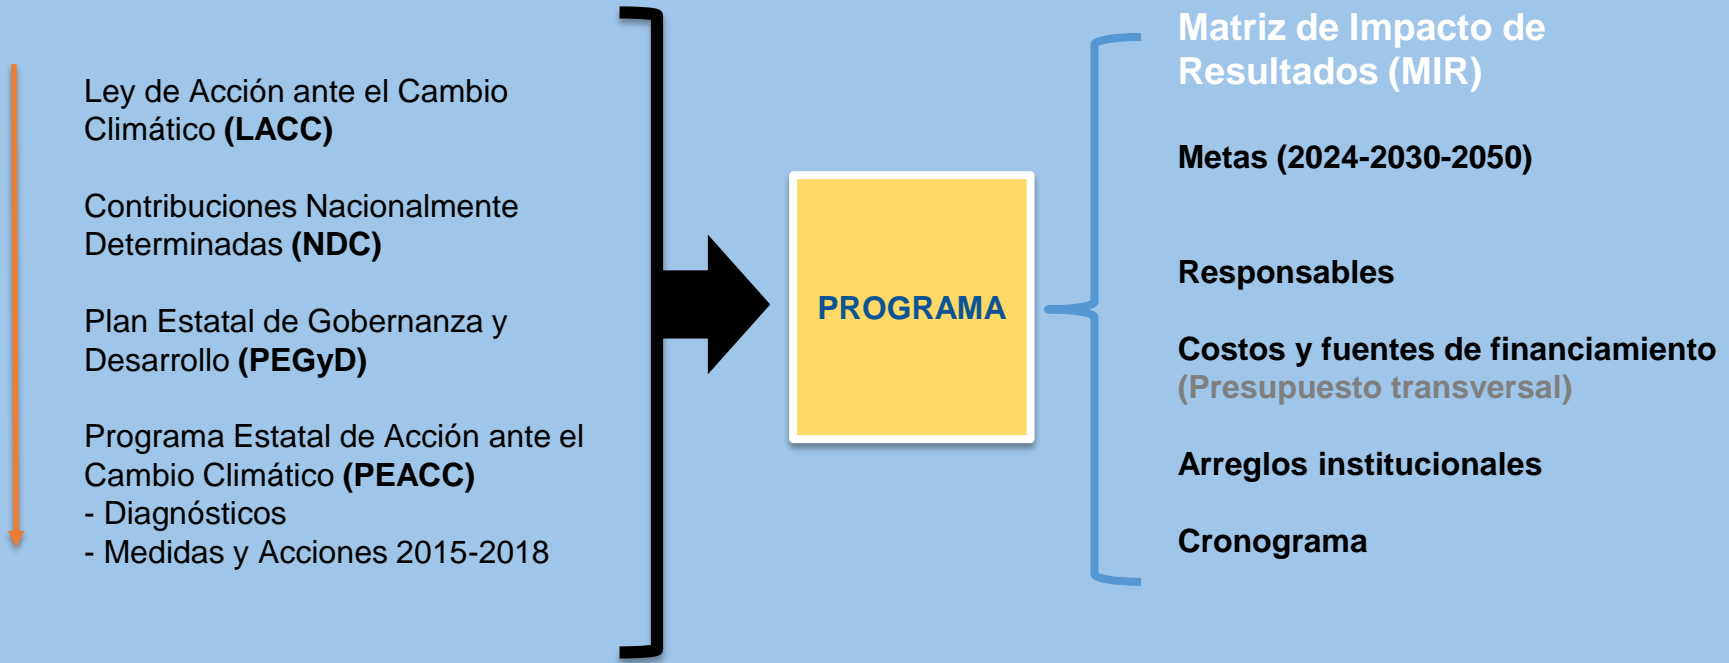 Ley de Acción ante el Cambio
Climático (LACC)
Contribuciones Nacionalmente
Determinadas (NDC)
Plan Estatal de Gobernanza y
Desarrollo (PEGyD)
Programa Estatal de Acción ante el
Cambio Climático (PEACC)
- Diagnósticos
- Medidas y Acciones 2015-2018
PROGRAMA
Matriz de Impacto de
Resultados (MIR)
Metas (2024-2030-2050)
Responsables
Costos y fuentes de financiamiento
(Presupuesto transversal)
Arreglos institucionales
Cronograma